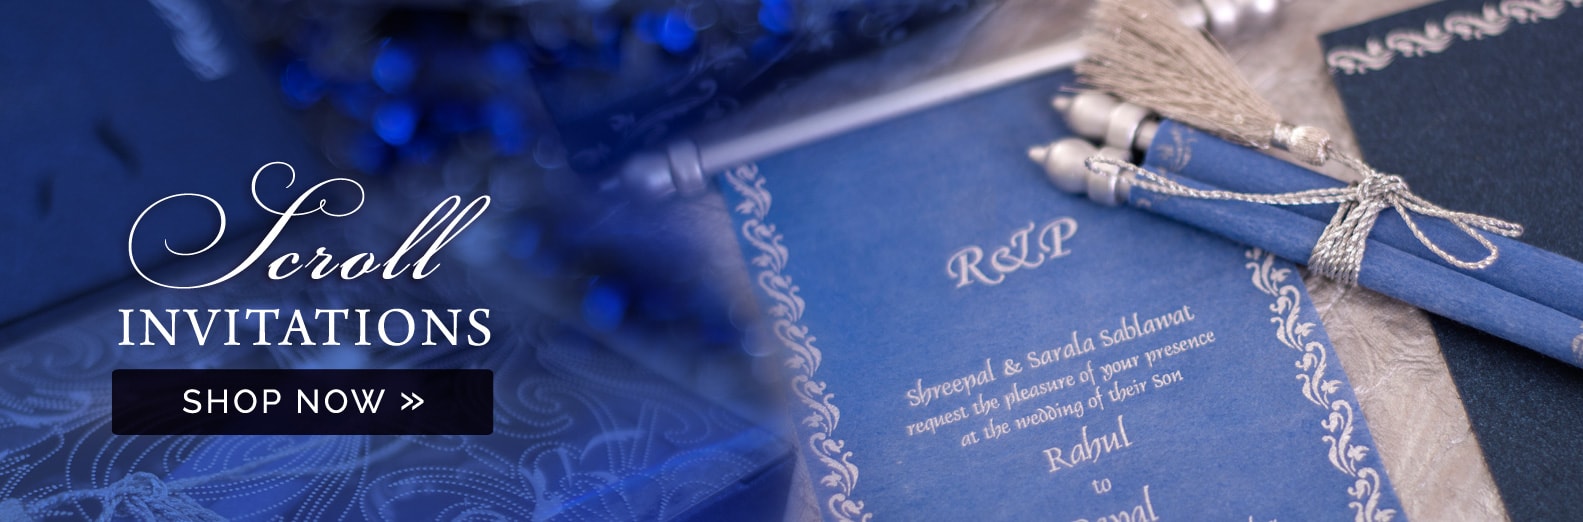 Scroll
INVITATIONS
SHOP NOW »
R&P
Shreepal & Sarala Sablawat
request the pleasure of your presence
at the wedding of their Son
Rahul
to